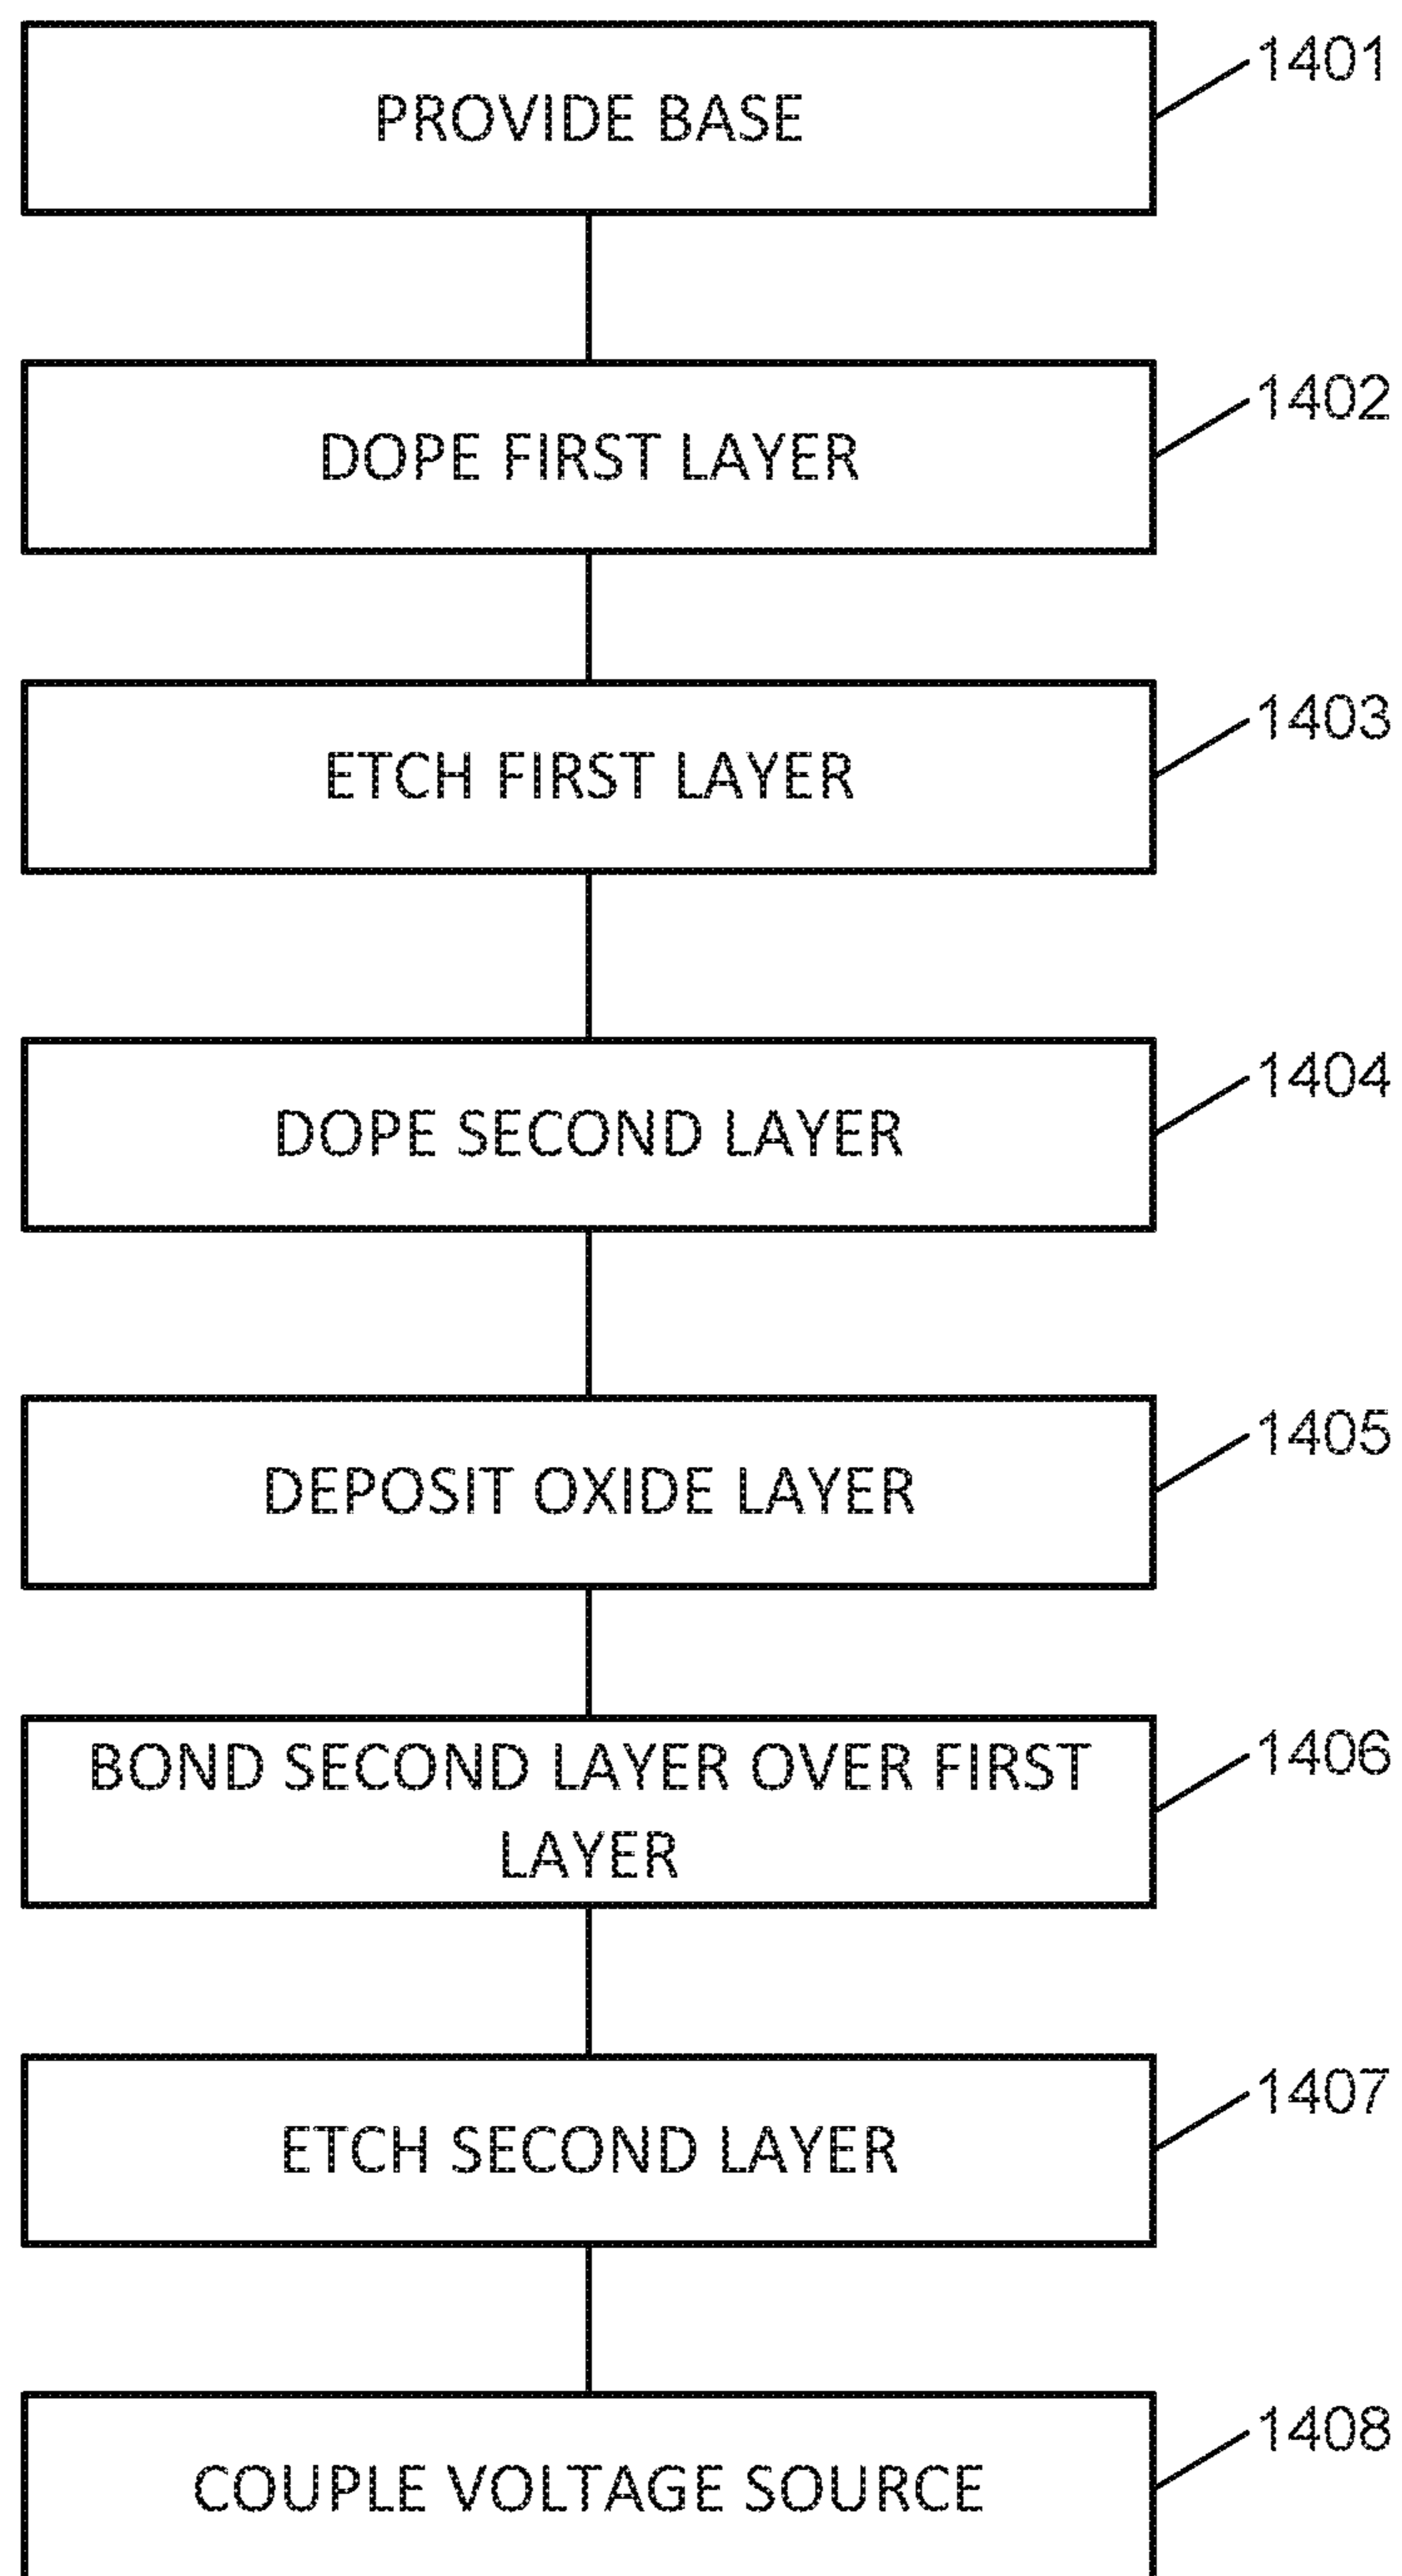 PROVIDE BASE
1401
DOPE FIRST LAYER
1402
ETCH FIRST LAYER
1403
DOPE SECOND LAYER
1404
DEPOSIT OXIDE LAYER
1405
BOND SECOND LAYER OVER FIRST
LAYER
1406
ETCH SECOND LAYER
1407
COUPLE VOLTAGE SOURCE
1408